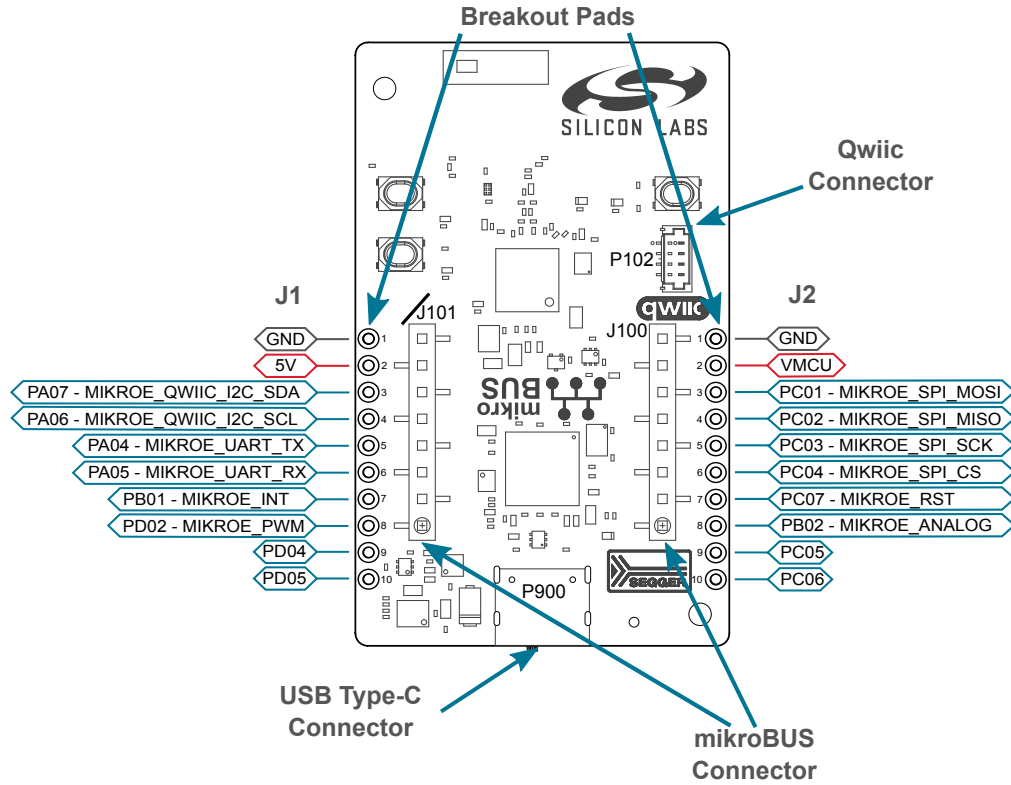 Breakout Pads
SILICON LABS
Qwiic
Connector
P102
J1
J2
qwiic
J101
J100
GND
5V
PA07 - MIKROE_QWIIC_I2C_SDA
PA06 - MIKROE_QWIIC_I2C_SCL
PA04 - MIKROE_UART_TX
PA05 - MIKROE_UART_RX
PB01 - MIKROE_INT
PD02 - MIKROE_PWM
PD04
PD05
1
2
3
4
5
6
7
8
9
10
mikro
BUS
1
2
3
4
5
6
7
8
9
10
GND
VMCU
PC01 - MIKROE_SPI_MOSI
PC02 - MIKROE_SPI_MISO
PC03 - MIKROE_SPI_SCK
PC04 - MIKROE_SPI_CS
PC07 - MIKROE_RST
PB02 - MIKROE_ANALOG
PC05
PC06
SEGGER
P900
USB Type-C
Connector
mikroBUS
Connector